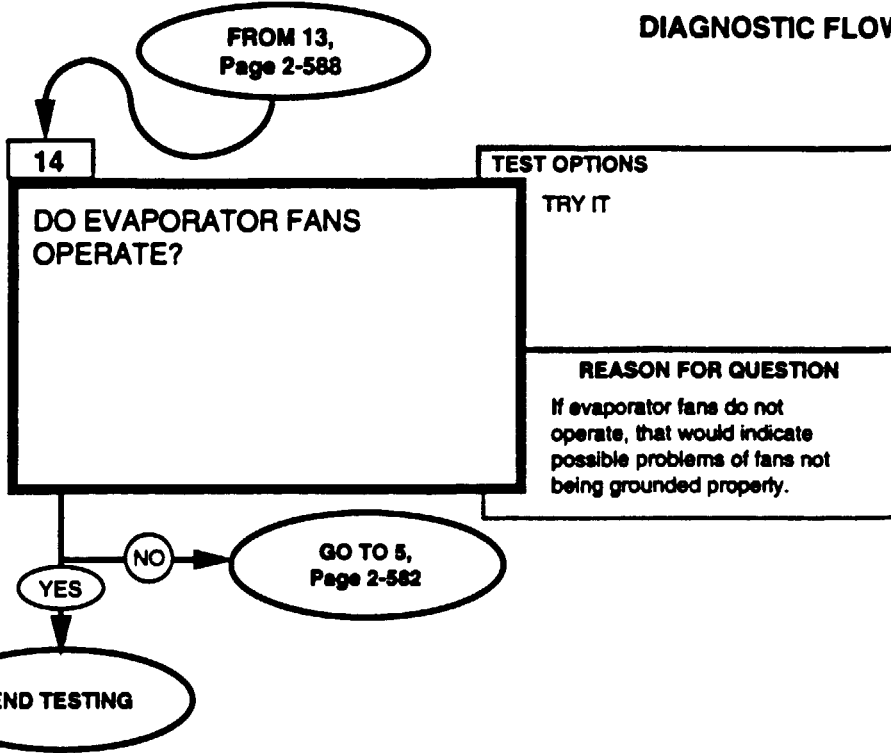 DIAGNOSTIC FLOW
FROM 13,
Page 2-588
14
DO EVAPORATOR FANS
OPERATE?
TEST OPTIONS
TRY IT
REASON FOR QUESTION
If evaporator fans do not
operate, that would indicate
possible problems of fans not
being grounded properly.
NO
GO TO 5,
Page 2-582
YES
END TESTING